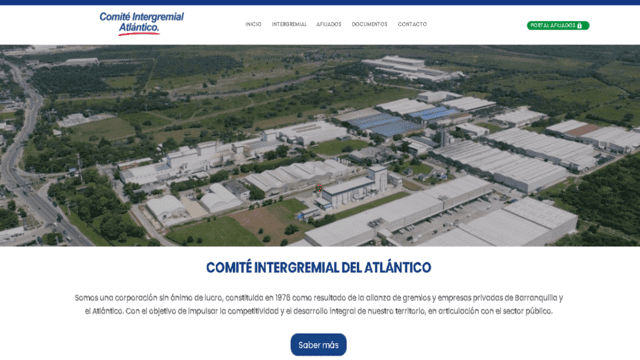 Comité Intergremial
Atlántico.
INICIO INTERGREMIAL AFILIADOS DOCUMENTOS CONTACTO
PORTAL AFILIADOS
COMITÉ INTERGREMIAL DEL ATLÁNTICO
Somos una corporación sin ánimo de lucro, constituida en 1976 como resultado de la alianza de gremios y empresas privadas de Barranquilla y
el Atlántico. Con el objetivo de impulsar la competitividad y el desarrollo integral de nuestro territorio, en articulación con el sector público.
Saber más